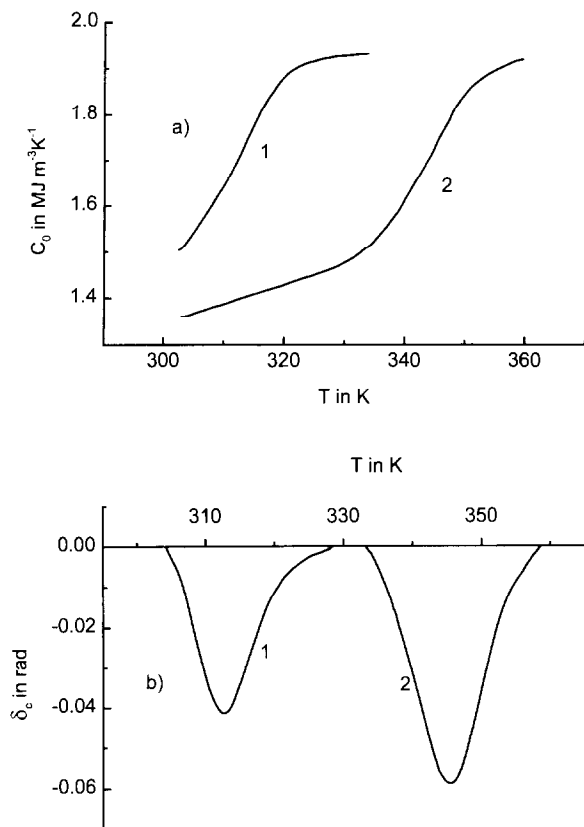 2.0
1.8
a)
1
2
C₀ in MJ m⁻³K⁻¹
1.6
1.4
300 320 340 360
T in K
T in K
310 330 350
0.00
-0.02
1
b)
2
δc in rad
-0.04
-0.06